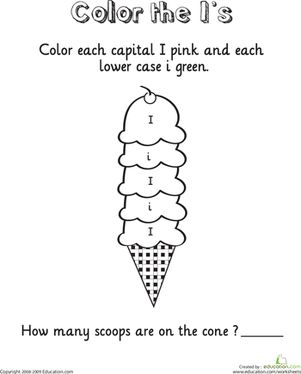 Color the I's
Color each capital I pink and each
lower case i green.
I
i
I
i
I
How many scoops are on the cone ?______
Copyright 2008-2009 Education.com
Created by :
Education.com
www.education.com/worksheets